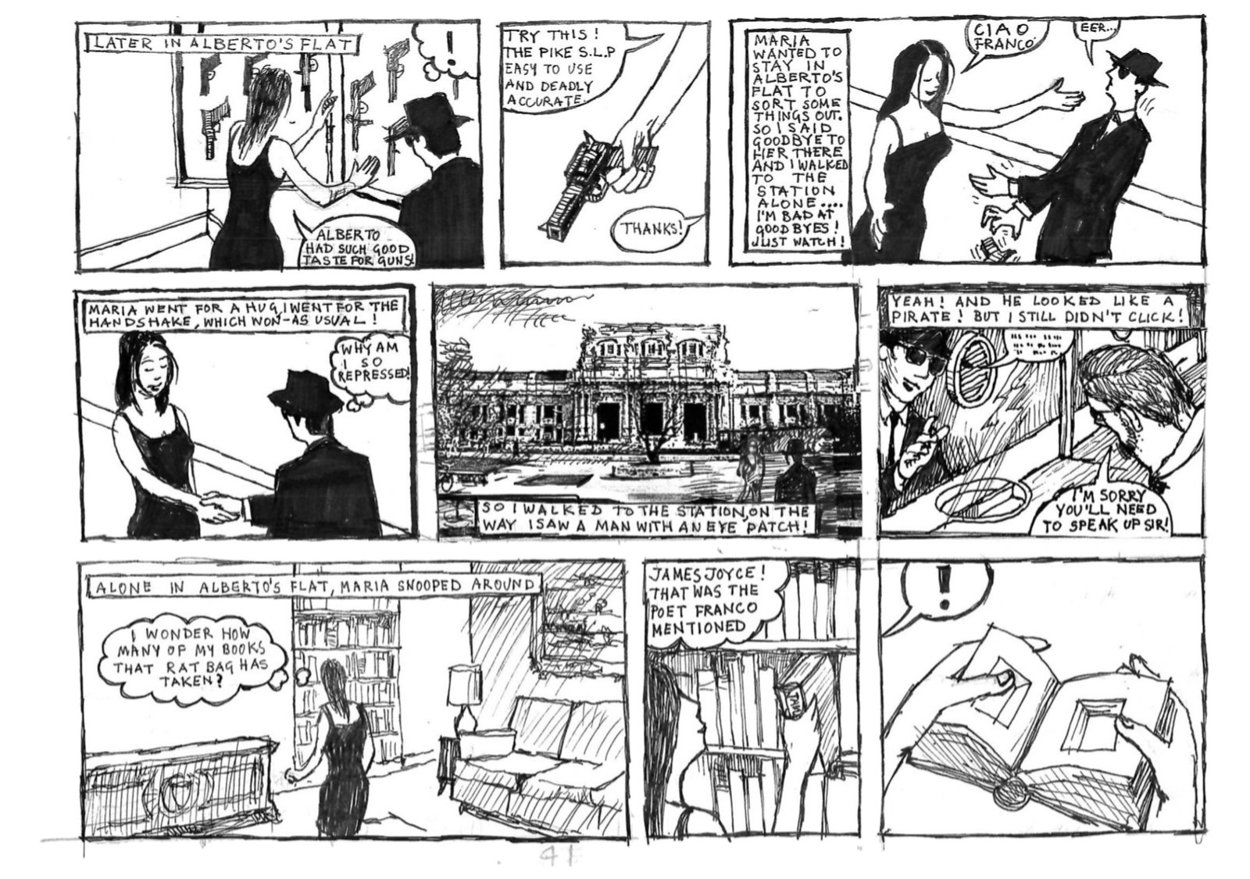 LATER IN ALBERTO'S FLAT
!
ALBERTO
HAD SUCH GOOD
TASTE FOR GUNS!
TRY THIS!
THE PIKE S.L.P
EASY TO USE
AND DEADLY
ACCURATE.
THANKS!
MARIA
WANTED TO
STAY IN
ALBERTO'S
FLAT TO
SORT SOME
THINGS OUT.
SO I SAID
GOODBYE TO
HER THERE
AND I WALKED
TO THE
STATION
ALONE....
I'M BAD AT
GOODBYES!
JUST WATCH!
CIAO
FRANCO
EER...
MARIA WENT FOR A HUG, I WENT FOR THE
HANDSHAKE, WHICH WON-AS USUAL!
WHY AM
I SO
REPRESSED!
SO I WALKED TO THE STATION, ON THE
WAY I SAW A MAN WITH AN EYE PATCH!
YEAH! AND HE LOOKED LIKE A
PIRATE! BUT I STILL DIDN'T CLICK!
I'M SORRY
YOU'LL NEED
TO SPEAK UP SIR!
ALONE IN ALBERTO'S FLAT, MARIA SNOOPED AROUND
I WONDER HOW
MANY OF MY BOOKS
THAT RAT BAG HAS
TAKEN?
JAMES JOYCE!
THAT WAS THE
POET FRANCO
MENTIONED
!
41